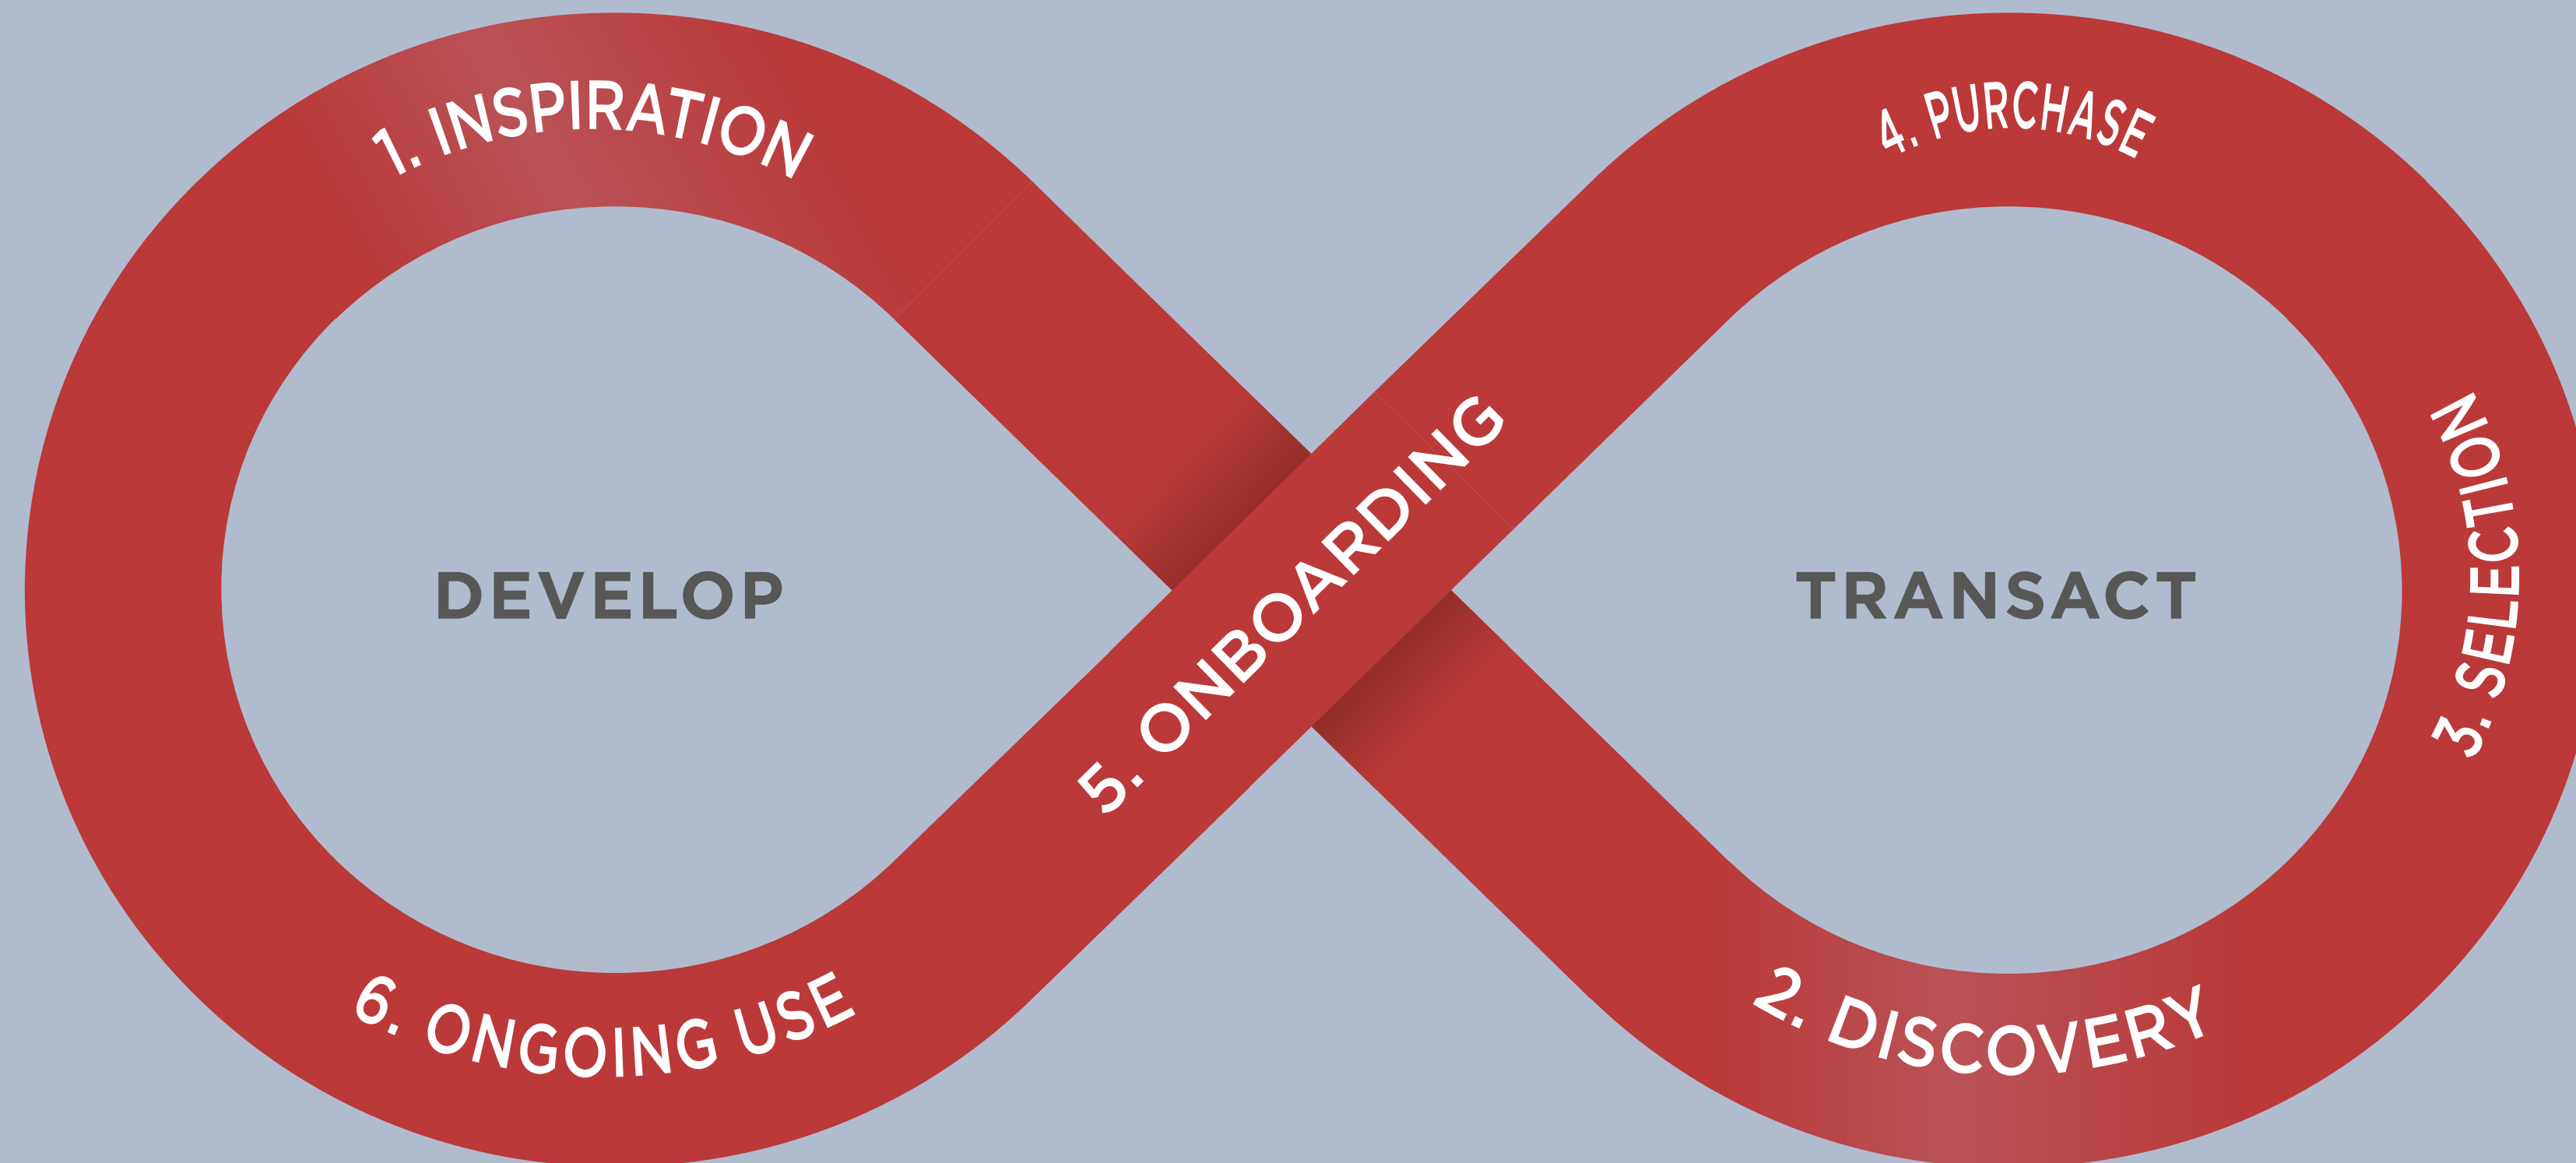 1. INSPIRATION
4. PURCHASE
DEVELOP
5. ONBOARDING
TRANSACT
3. SELECTION
6. ONGOING USE
2. DISCOVERY